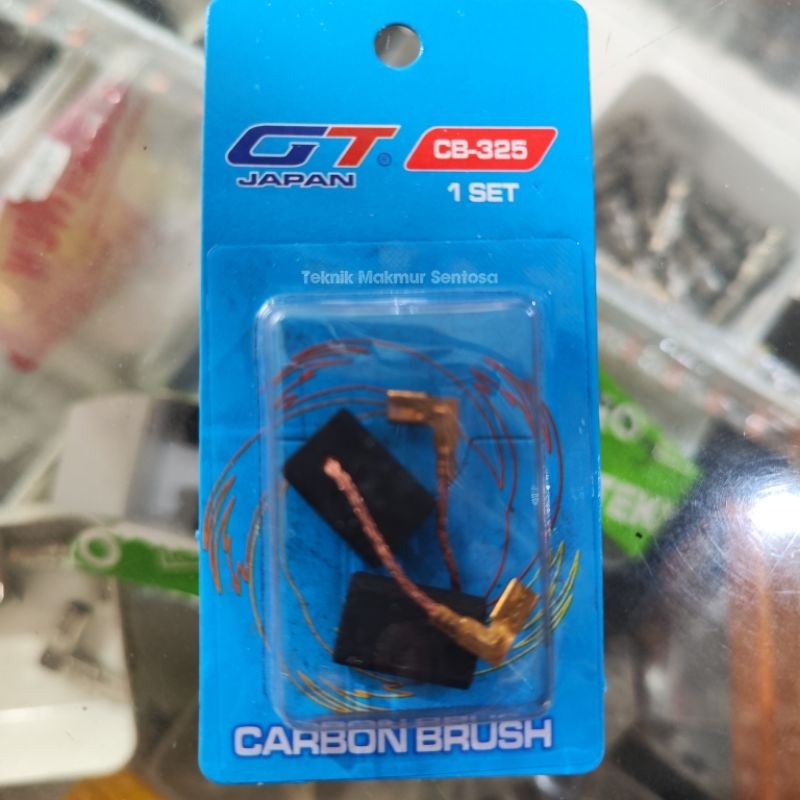 GT®
CB-325
JAPAN
1 SET
Teknik Makmur Sentosa
CARBON BRUSH